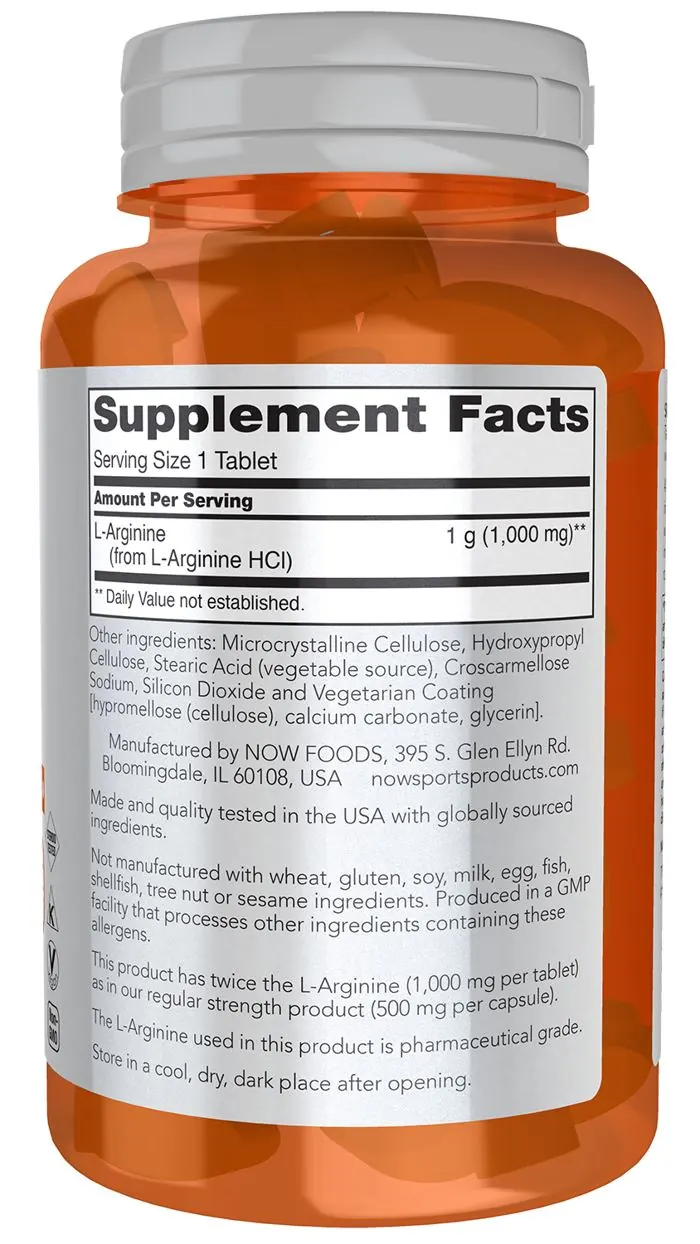 Supplement Facts
Serving Size 1 Tablet
Amount Per Serving
L-Arginine 1 g (1,000 mg)**
(from L-Arginine HCl)
** Daily Value not established.
Other ingredients: Microcrystalline Cellulose, Hydroxypropyl
Cellulose, Stearic Acid (vegetable source), Croscarmellose
Sodium, Silicon Dioxide and Vegetarian Coating
[hypromellose (cellulose), calcium carbonate, glycerin].
Manufactured by NOW FOODS, 395 S. Glen Ellyn Rd.
Bloomingdale, IL 60108, USA nowsportsproducts.com
Made and quality tested in the USA with globally sourced
ingredients.
Not manufactured with wheat, gluten, soy, milk, egg, fish,
shellfish, tree nut or sesame ingredients. Produced in a GMP
facility that processes other ingredients containing these
allergens.
This product has twice the L-Arginine (1,000 mg per tablet)
as in our regular strength product (500 mg per capsule).
The L-Arginine used in this product is pharmaceutical grade.
Store in a cool, dry, dark place after opening.
K
V
Non
GMO